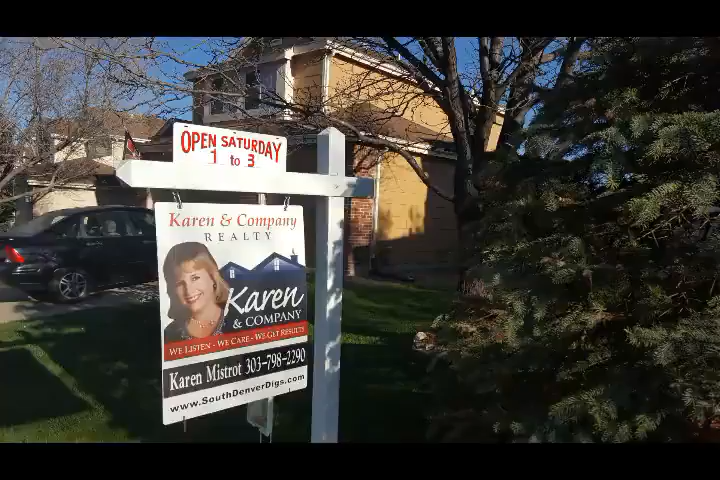 OPEN SATURDAY
1 to 3
Karen & Company
REALTY
Karen
& COMPANY
WE LISTEN - WE CARE - WE GET RESULTS
Karen Mistrot 303-798-2290
www.SouthDenverDigs.com